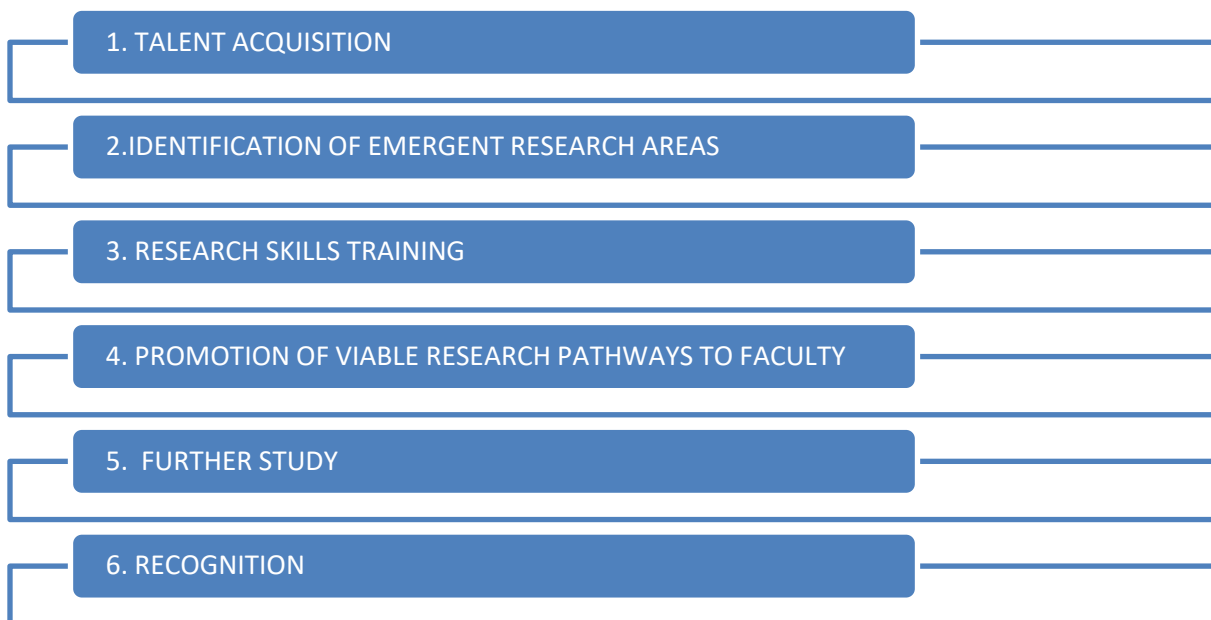 1. TALENT ACQUISITION
2.IDENTIFICATION OF EMERGENT RESEARCH AREAS
3. RESEARCH SKILLS TRAINING
4. PROMOTION OF VIABLE RESEARCH PATHWAYS TO FACULTY
5.  FURTHER STUDY
6. RECOGNITION